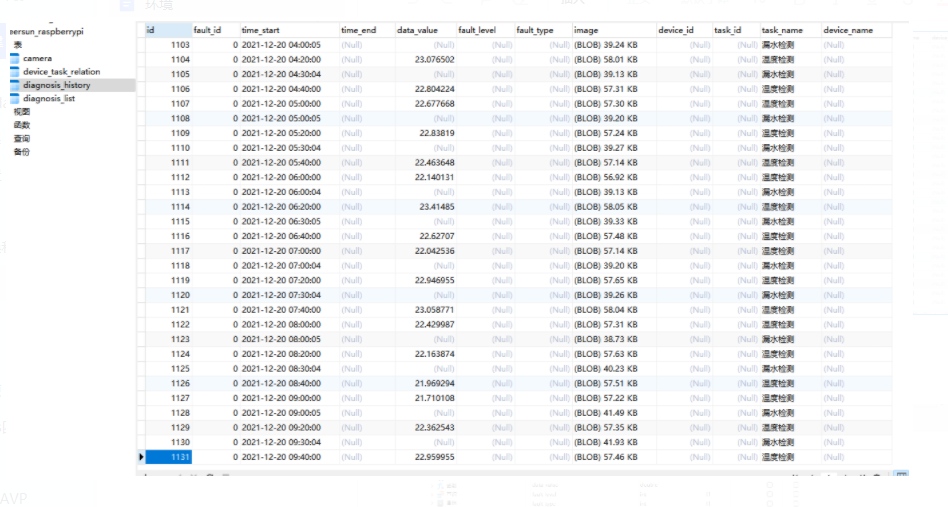 环境
eersun_raspberrypi
表
camera
device_task_relation
diagnosis_history
diagnosis_list
视图
函数
查询
备份
id fault_id time_start time_end data_value fault_level fault_type image device_id task_id task_name device_name
1103 0 2021-12-20 04:00:05 (Null) (Null) (Null) (Null) (BLOB) 39.24 KB (Null) (Null) 漏水检测 (Null)
1104 0 2021-12-20 04:20:00 (Null) 23.076502 (Null) (Null) (BLOB) 58.01 KB (Null) (Null) 温度检测 (Null)
1105 0 2021-12-20 04:30:04 (Null) (Null) (Null) (Null) (BLOB) 39.13 KB (Null) (Null) 漏水检测 (Null)
1106 0 2021-12-20 04:40:00 (Null) 22.804224 (Null) (Null) (BLOB) 57.31 KB (Null) (Null) 温度检测 (Null)
1107 0 2021-12-20 05:00:00 (Null) 22.677668 (Null) (Null) (BLOB) 57.30 KB (Null) (Null) 温度检测 (Null)
1108 0 2021-12-20 05:00:05 (Null) (Null) (Null) (Null) (BLOB) 39.20 KB (Null) (Null) 漏水检测 (Null)
1109 0 2021-12-20 05:20:00 (Null) 22.83819 (Null) (Null) (BLOB) 57.24 KB (Null) (Null) 温度检测 (Null)
1110 0 2021-12-20 05:30:04 (Null) (Null) (Null) (Null) (BLOB) 39.27 KB (Null) (Null) 漏水检测 (Null)
1111 0 2021-12-20 05:40:00 (Null) 22.463648 (Null) (Null) (BLOB) 57.14 KB (Null) (Null) 温度检测 (Null)
1112 0 2021-12-20 06:00:00 (Null) 22.140131 (Null) (Null) (BLOB) 56.92 KB (Null) (Null) 温度检测 (Null)
1113 0 2021-12-20 06:00:04 (Null) (Null) (Null) (Null) (BLOB) 39.13 KB (Null) (Null) 漏水检测 (Null)
1114 0 2021-12-20 06:20:00 (Null) 23.41485 (Null) (Null) (BLOB) 58.05 KB (Null) (Null) 温度检测 (Null)
1115 0 2021-12-20 06:30:05 (Null) (Null) (Null) (Null) (BLOB) 39.33 KB (Null) (Null) 漏水检测 (Null)
1116 0 2021-12-20 06:40:00 (Null) 22.62707 (Null) (Null) (BLOB) 57.48 KB (Null) (Null) 温度检测 (Null)
1117 0 2021-12-20 07:00:00 (Null) 22.042536 (Null) (Null) (BLOB) 57.14 KB (Null) (Null) 温度检测 (Null)
1118 0 2021-12-20 07:00:04 (Null) (Null) (Null) (Null) (BLOB) 39.20 KB (Null) (Null) 漏水检测 (Null)
1119 0 2021-12-20 07:20:00 (Null) 22.946955 (Null) (Null) (BLOB) 57.65 KB (Null) (Null) 温度检测 (Null)
1120 0 2021-12-20 07:30:04 (Null) (Null) (Null) (Null) (BLOB) 39.26 KB (Null) (Null) 漏水检测 (Null)
1121 0 2021-12-20 07:40:00 (Null) 23.058771 (Null) (Null) (BLOB) 58.04 KB (Null) (Null) 温度检测 (Null)
1122 0 2021-12-20 08:00:00 (Null) 22.429987 (Null) (Null) (BLOB) 57.31 KB (Null) (Null) 温度检测 (Null)
1123 0 2021-12-20 08:00:05 (Null) (Null) (Null) (Null) (BLOB) 38.73 KB (Null) (Null) 漏水检测 (Null)
1124 0 2021-12-20 08:20:00 (Null) 22.163874 (Null) (Null) (BLOB) 57.63 KB (Null) (Null) 温度检测 (Null)
1125 0 2021-12-20 08:30:04 (Null) (Null) (Null) (Null) (BLOB) 40.23 KB (Null) (Null) 漏水检测 (Null)
1126 0 2021-12-20 08:40:00 (Null) 21.969294 (Null) (Null) (BLOB) 57.51 KB (Null) (Null) 温度检测 (Null)
1127 0 2021-12-20 09:00:00 (Null) 21.710108 (Null) (Null) (BLOB) 57.22 KB (Null) (Null) 温度检测 (Null)
1128 0 2021-12-20 09:00:05 (Null) (Null) (Null) (Null) (BLOB) 41.49 KB (Null) (Null) 漏水检测 (Null)
1129 0 2021-12-20 09:20:00 (Null) 22.362543 (Null) (Null) (BLOB) 57.35 KB (Null) (Null) 温度检测 (Null)
1130 0 2021-12-20 09:30:04 (Null) (Null) (Null) (Null) (BLOB) 41.93 KB (Null) (Null) 漏水检测 (Null)
1131 0 2021-12-20 09:40:00 (Null) 22.959955 (Null) (Null) (BLOB) 57.46 KB (Null) (Null) 温度检测 (Null)
AVP